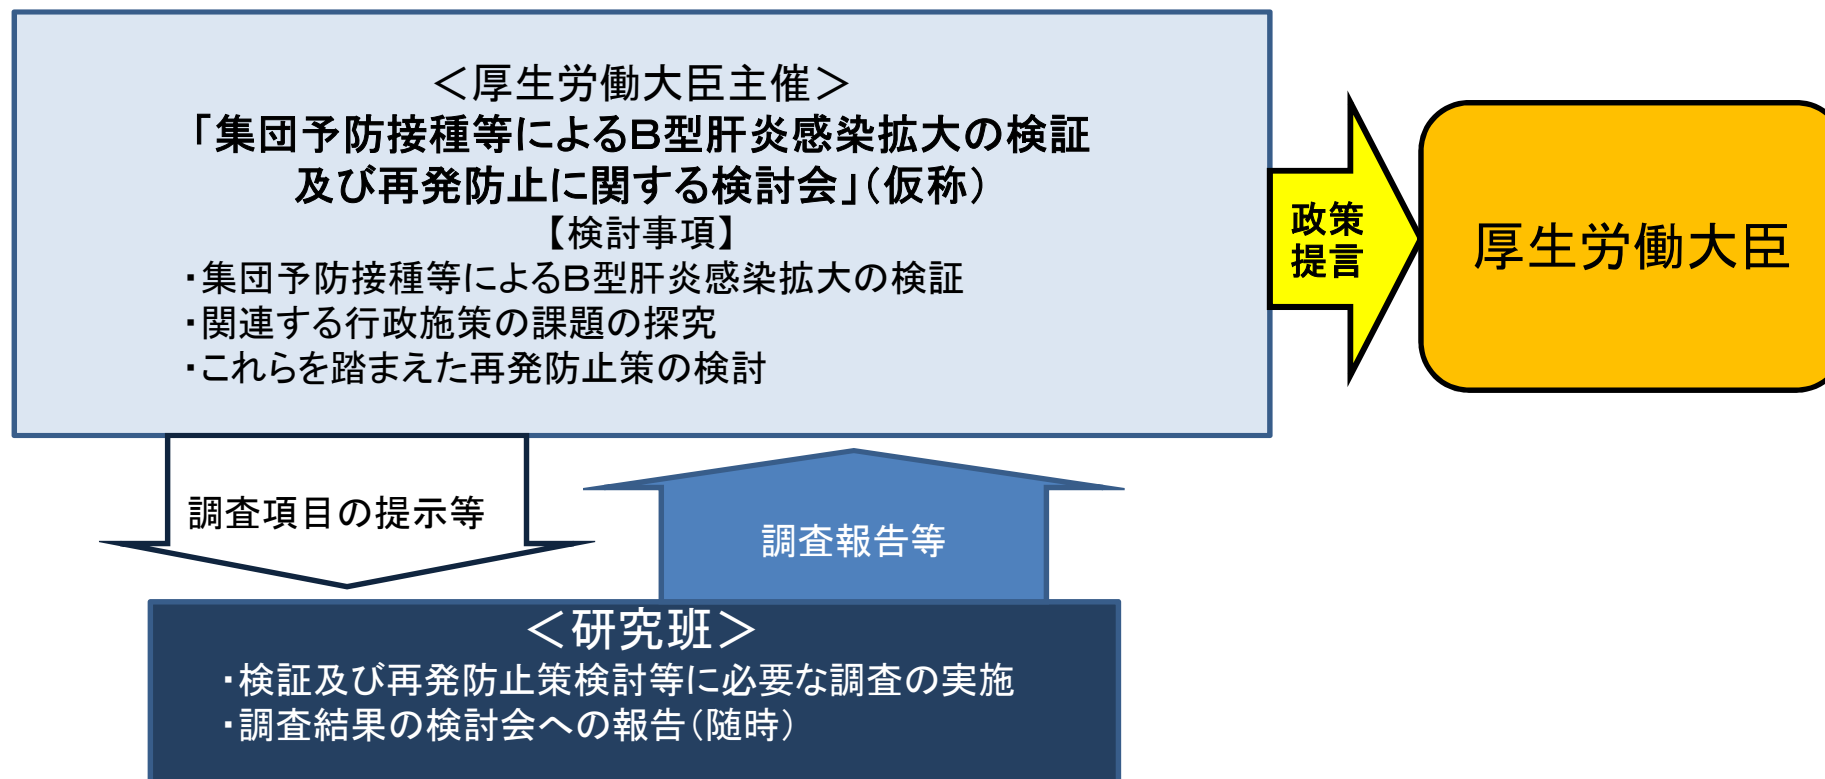 ＜厚生労働大臣主催＞
「集団予防接種等によるＢ型肝炎感染拡大の検証
及び再発防止に関する検討会」（仮称）
【検討事項】
・集団予防接種等によるＢ型肝炎感染拡大の検証
・関連する行政施策の課題の探究
・これらを踏まえた再発防止策の検討
政策
提言
厚生労働大臣
調査項目の提示等
調査報告等
＜研究班＞
・検証及び再発防止策検討等に必要な調査の実施
・調査結果の検討会への報告（随時）